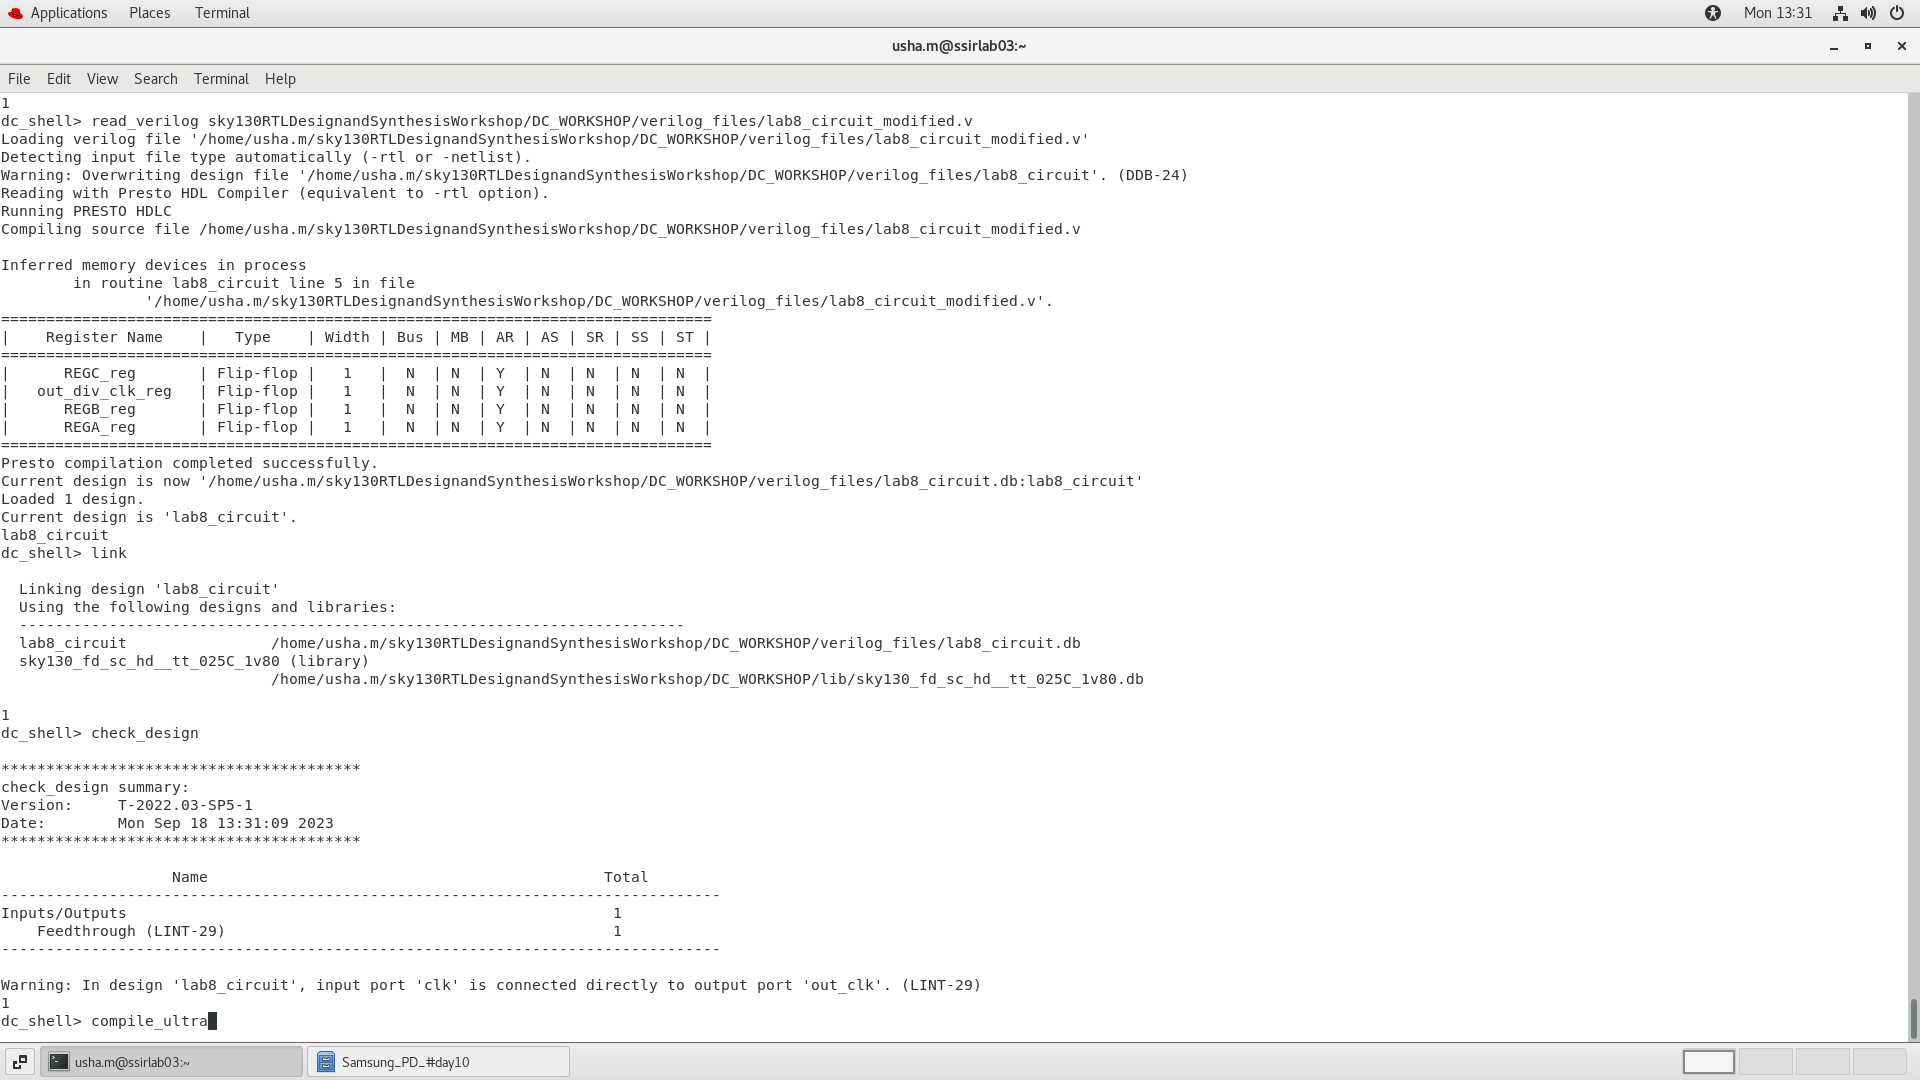 Applications Places Terminal Mon 13:31
usha.m@ssirlab03:~
File Edit View Search Terminal Help
1
dc_shell> read_verilog sky130RTLDesignandSynthesisWorkshop/DC_WORKSHOP/verilog_files/lab8_circuit_modified.v
Loading verilog file '/home/usha.m/sky130RTLDesignandSynthesisWorkshop/DC_WORKSHOP/verilog_files/lab8_circuit_modified.v'
Detecting input file type automatically (-rtl or -netlist).
Warning: Overwriting design file '/home/usha.m/sky130RTLDesignandSynthesisWorkshop/DC_WORKSHOP/verilog_files/lab8_circuit'. (DDB-24)
Reading with Presto HDL Compiler (equivalent to -rtl option).
Running PRESTO HDLC
Compiling source file /home/usha.m/sky130RTLDesignandSynthesisWorkshop/DC_WORKSHOP/verilog_files/lab8_circuit_modified.v
Inferred memory devices in process
        in routine lab8_circuit line 5 in file
                '/home/usha.m/sky130RTLDesignandSynthesisWorkshop/DC_WORKSHOP/verilog_files/lab8_circuit_modified.v'.
===============================================================================
|    Register Name    |   Type    | Width | Bus | MB | AR | AS | SR | SS | ST |
===============================================================================
|      REGC_reg       | Flip-flop |   1   |  N  | N  | Y  | N  | N  | N  | N  |
|   out_div_clk_reg   | Flip-flop |   1   |  N  | N  | Y  | N  | N  | N  | N  |
|      REGB_reg       | Flip-flop |   1   |  N  | N  | Y  | N  | N  | N  | N  |
|      REGA_reg       | Flip-flop |   1   |  N  | N  | Y  | N  | N  | N  | N  |
===============================================================================
Presto compilation completed successfully.
Current design is now '/home/usha.m/sky130RTLDesignandSynthesisWorkshop/DC_WORKSHOP/verilog_files/lab8_circuit.db:lab8_circuit'
Loaded 1 design.
Current design is 'lab8_circuit'.
lab8_circuit
dc_shell> link
  Linking design 'lab8_circuit'
  Using the following designs and libraries:
  --------------------------------------------------------------------------
  lab8_circuit                /home/usha.m/sky130RTLDesignandSynthesisWorkshop/DC_WORKSHOP/verilog_files/lab8_circuit.db
  sky130_fd_sc_hd__tt_025C_1v80 (library)
                              /home/usha.m/sky130RTLDesignandSynthesisWorkshop/DC_WORKSHOP/lib/sky130_fd_sc_hd__tt_025C_1v80.db
1
dc_shell> check_design
****************************************
check_design summary:
Version:     T-2022.03-SP5-1
Date:        Mon Sep 18 13:31:09 2023
****************************************
                   Name                                            Total
--------------------------------------------------------------------------------
Inputs/Outputs                                                      1
    Feedthrough (LINT-29)                                           1
--------------------------------------------------------------------------------
Warning: In design 'lab8_circuit', input port 'clk' is connected directly to output port 'out_clk'. (LINT-29)
1
dc_shell> compile_ultra
usha.m@ssirlab03:~ Samsung_PD_#day10